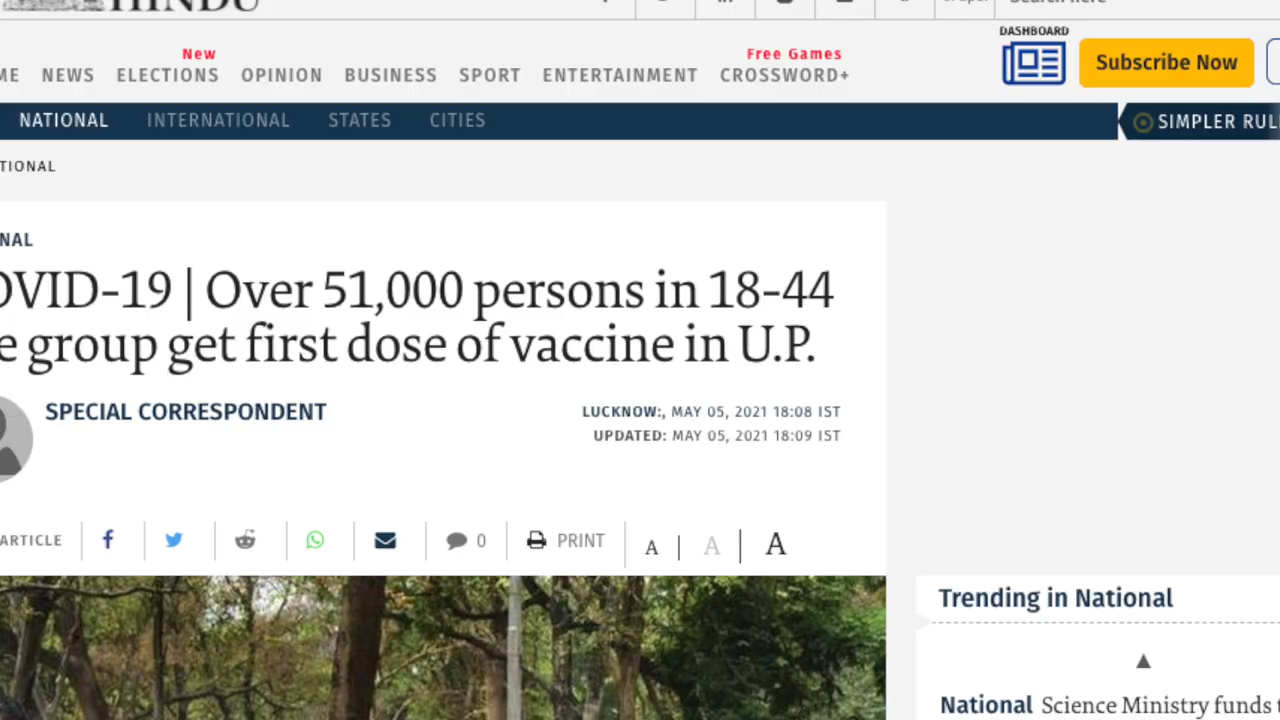 HINDU
DASHBOARD
New
Free Games
ME NEWS ELECTIONS OPINION BUSINESS SPORT ENTERTAINMENT CROSSWORD+
Subscribe Now
NATIONAL INTERNATIONAL STATES CITIES
SIMPLER RUL
TIONAL
NAL
OVID-19 | Over 51,000 persons in 18-44
e group get first dose of vaccine in U.P.
SPECIAL CORRESPONDENT
LUCKNOW:, MAY 05, 2021 18:08 IST
UPDATED: MAY 05, 2021 18:09 IST
ARTICLE 0 PRINT A | A | A
Trending in National
National Science Ministry funds